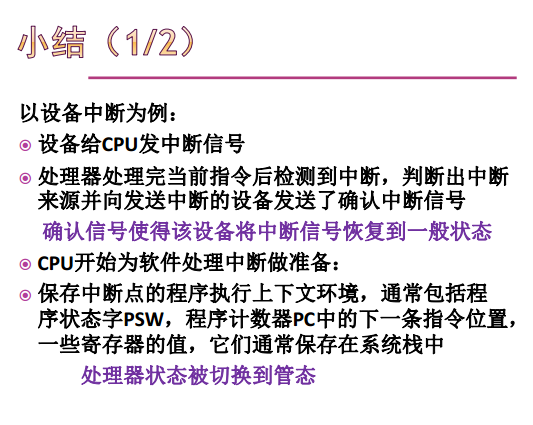 小结（1/2）
以设备中断为例：
设备给CPU发中断信号
处理器处理完当前指令后检测到中断，判断出中断
来源并向发送中断的设备发送了确认中断信号
确认信号使得该设备将中断信号恢复到一般状态
CPU开始为软件处理中断做准备：
保存中断点的程序执行上下文环境，通常包括程
序状态字PSW，程序计数器PC中的下一条指令位置，
一些寄存器的值，它们通常保存在系统栈中
处理器状态被切换到管态